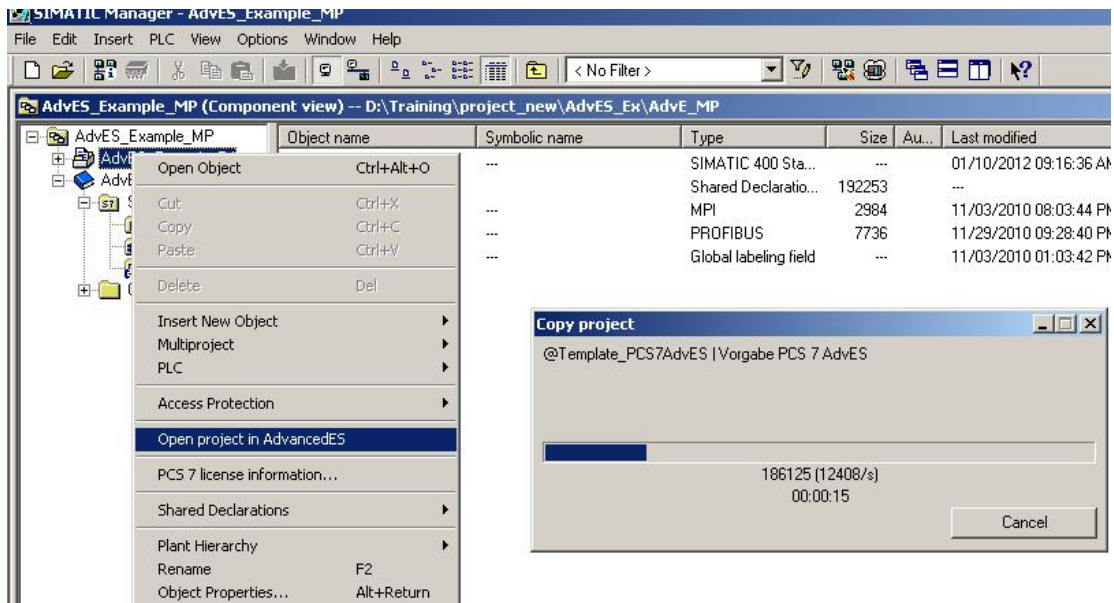 SIMATIC Manager - AdvES_Example_MP
File Edit Insert PLC View Options Window Help
< No Filter >
AdvES_Example_MP (Component view) -- D:\Training\project_new\AdvES_Ex\AdvE_MP
AdvES_Example_MP
Object name Symbolic name Type Size Au... Last modified
--- SIMATIC 400 Sta... --- 01/10/2012 09:16:36 AM
Shared Declaratio... 192253 ---
--- MPI 2984 11/03/2010 08:03:44 PM
--- PROFIBUS 7736 11/29/2010 09:28:40 PM
--- Global labeling field --- 11/03/2010 01:03:42 PM
Open Object Ctrl+Alt+O
Cut Ctrl+X
Copy Ctrl+C
Paste Ctrl+V
Delete Del
Insert New Object
Multiproject
PLC
Access Protection
Open project in AdvancedES
PCS 7 license information...
Shared Declarations
Plant Hierarchy
Rename F2
Object Properties... Alt+Return
Copy project
@Template_PCS7AdvES | Vorgabe PCS 7 AdvES
186125 (12408/s)
00:00:15
Cancel